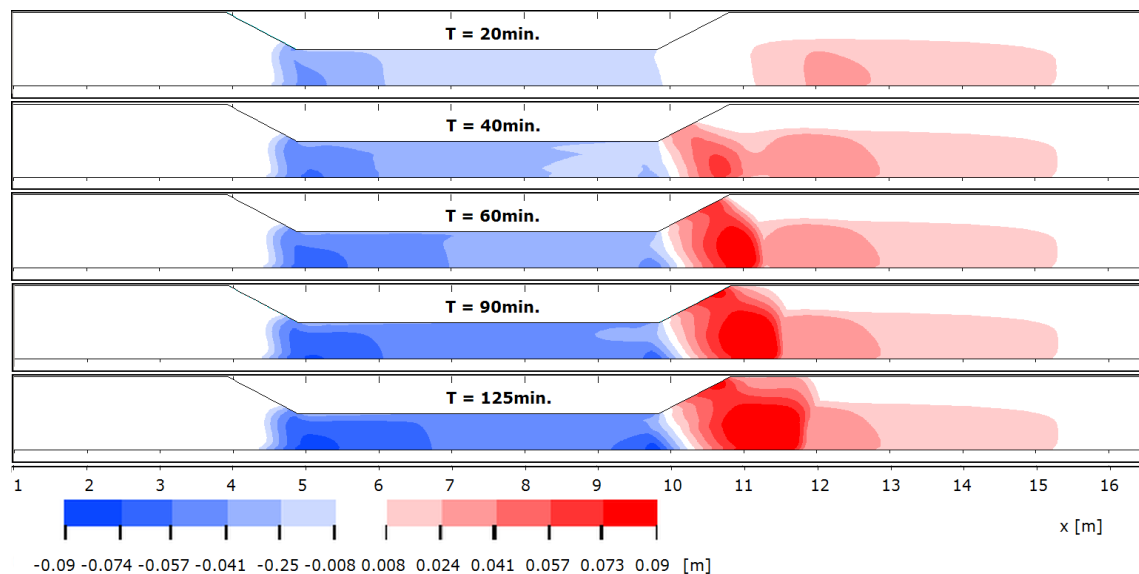 T = 20min.
T = 40min.
T = 60min.
T = 90min.
T = 125min.
1 2 3 4 5 6 7 8 9 10 11 12 13 14 15 16
x [m]
-0.09 -0.074 -0.057 -0.041 -0.25 -0.008 0.008 0.024 0.041 0.057 0.073 0.09 [m]